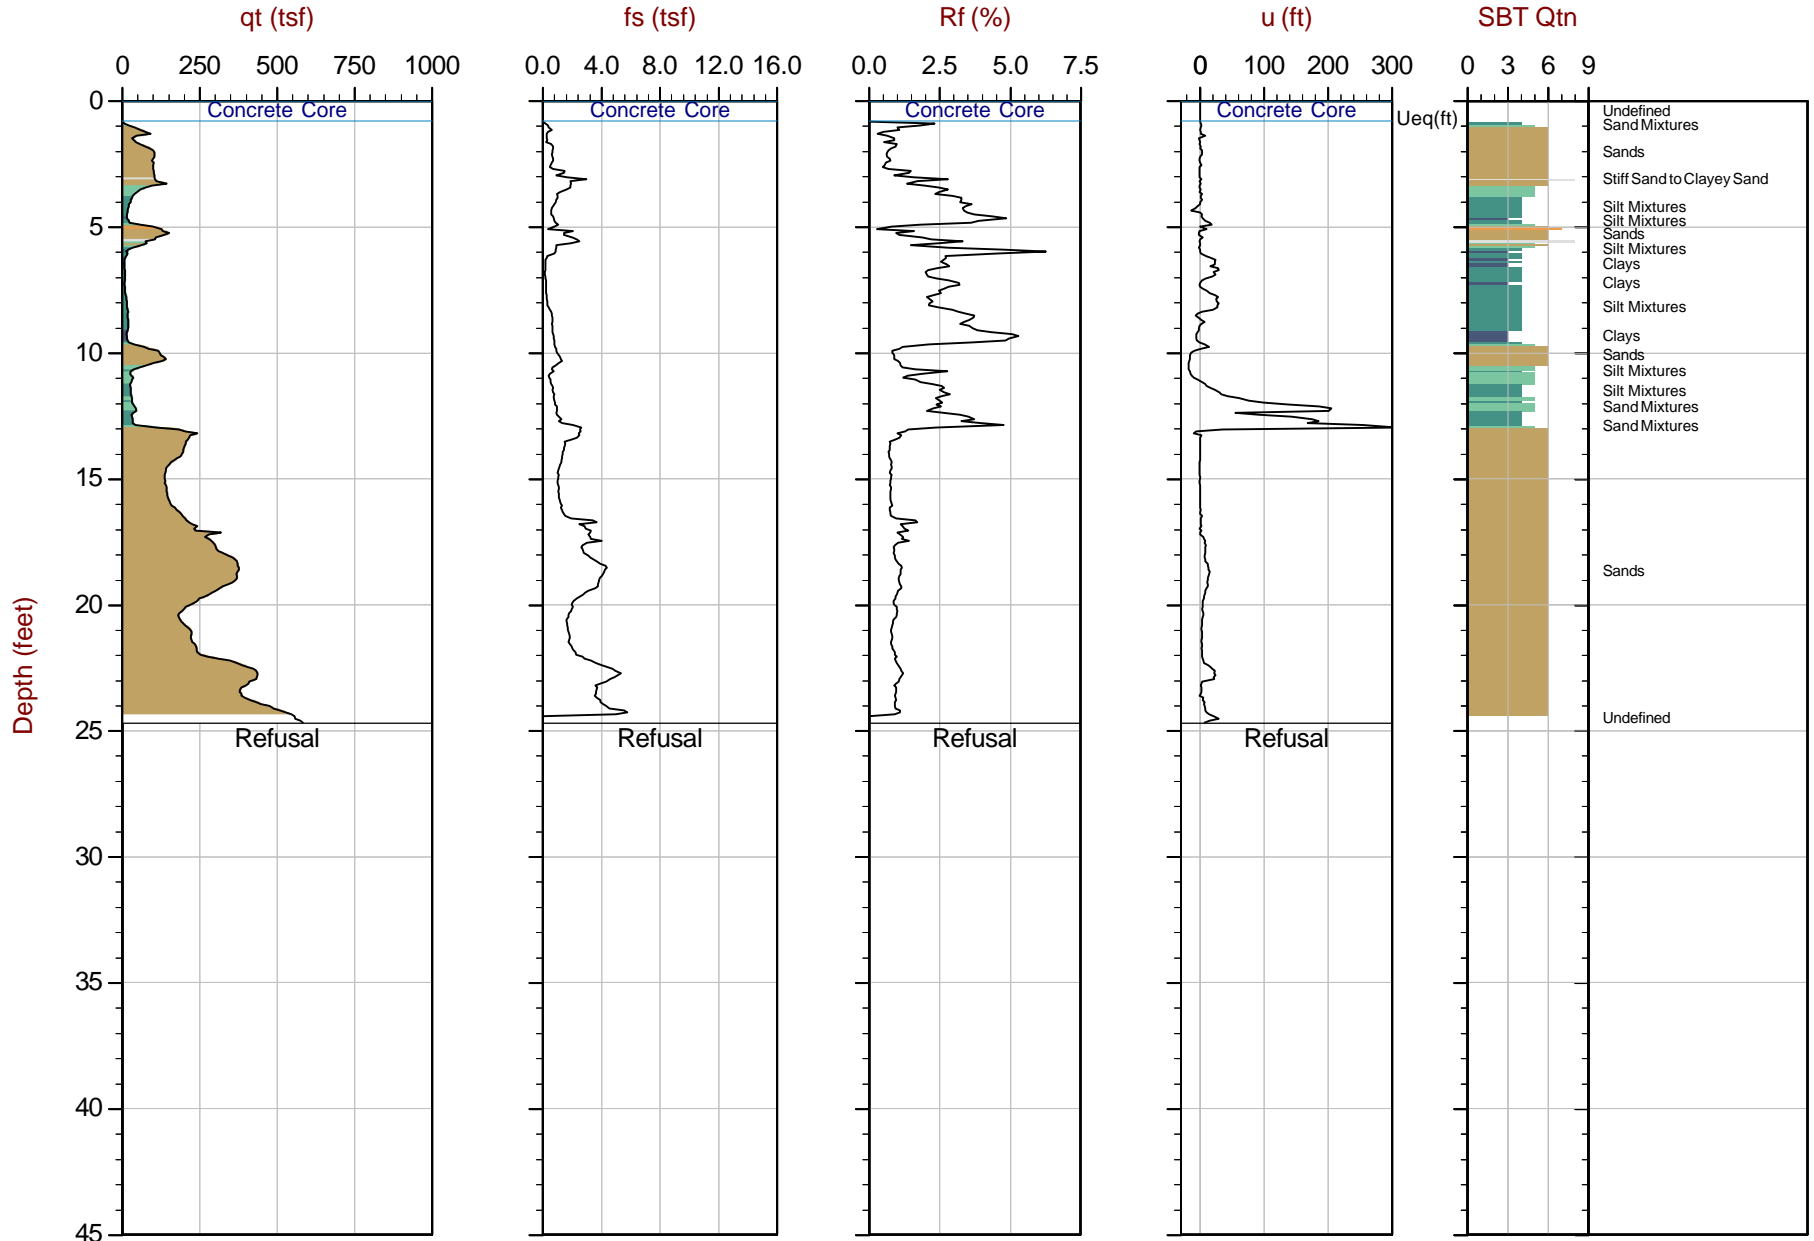 qt (tsf) fs (tsf) Rf (%) u (ft) SBT Qtn
0 250 500 750 1000 0.0 4.0 8.0 12.0 16.0 0.0 2.5 5.0 7.5 0 100 200 300 0 3 6 9
0
Concrete Core Concrete Core Concrete Core Concrete Core
Ueq(ft)
Undefined
Sand Mixtures
Sands
Stiff Sand to Clayey Sand
Silt Mixtures
Silt Mixtures
5
Sands
Silt Mixtures
Clays
Clays
Silt Mixtures
Clays
10
Sands
Silt Mixtures
Silt Mixtures
Sand Mixtures
Sand Mixtures
15
Sands
20
Depth (feet)
Undefined
25
Refusal Refusal Refusal Refusal
30
35
40
45